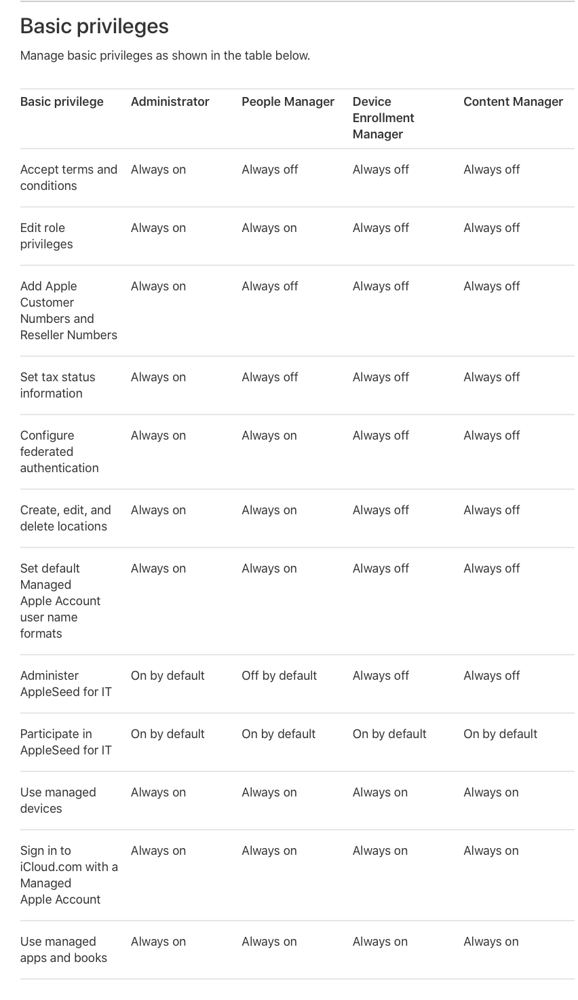 Basic privileges
Manage basic privileges as shown in the table below.
Basic privilege Administrator People Manager Device Enrollment Manager Content Manager
Accept terms and conditions Always on Always off Always off Always off
Edit role privileges Always on Always on Always off Always off
Add Apple Customer Numbers and Reseller Numbers Always on Always off Always off Always off
Set tax status information Always on Always off Always off Always off
Configure federated authentication Always on Always on Always off Always off
Create, edit, and delete locations Always on Always on Always off Always off
Set default Managed Apple Account user name formats Always on Always on Always off Always off
Administer AppleSeed for IT On by default Off by default Always off Always off
Participate in AppleSeed for IT On by default On by default On by default On by default
Use managed devices Always on Always on Always on Always on
Sign in to iCloud.com with a Managed Apple Account Always on Always on Always on Always on
Use managed apps and books Always on Always on Always on Always on